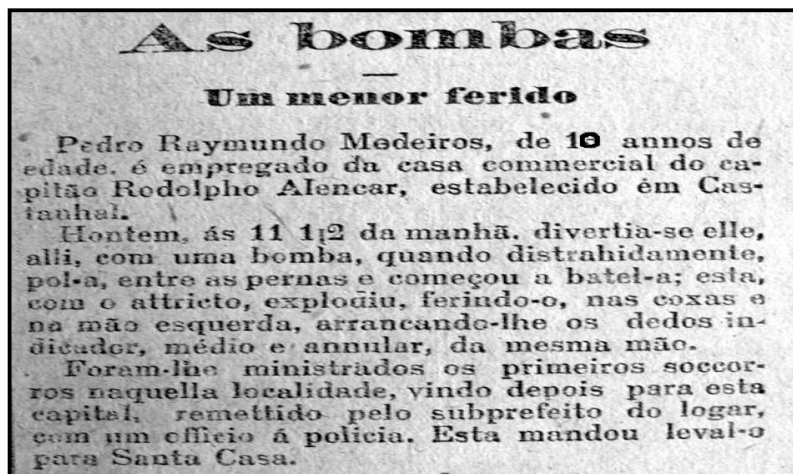 As bombas
Um menor ferido
Pedro Raymundo Medeiros, de 10 annos de
edade, é empregado da casa commercial do ca-
pitão Rodolpho Alencar, estabelecido ém Cas-
tanhal.
Hontem, ás 11 1|2 da manhã, divertia-se elle,
alli, com uma bomba, quando distrahidamente,
pol-a, entre as pernas e começou a batel-a; esta,
com o attricto, explodiu, ferindo-o, nas coxas e
na mão esquerda, arrancando-lhe os dedos in-
dicador, médio e annular, da mesma mão.
Foram-lhe ministrados os primeiros soccor-
ros naquella localidade, vindo depois para esta
capital, remettido pelo subprefeito do logar,
com um officio á policia. Esta mandou leval-o
para Santa Casa.